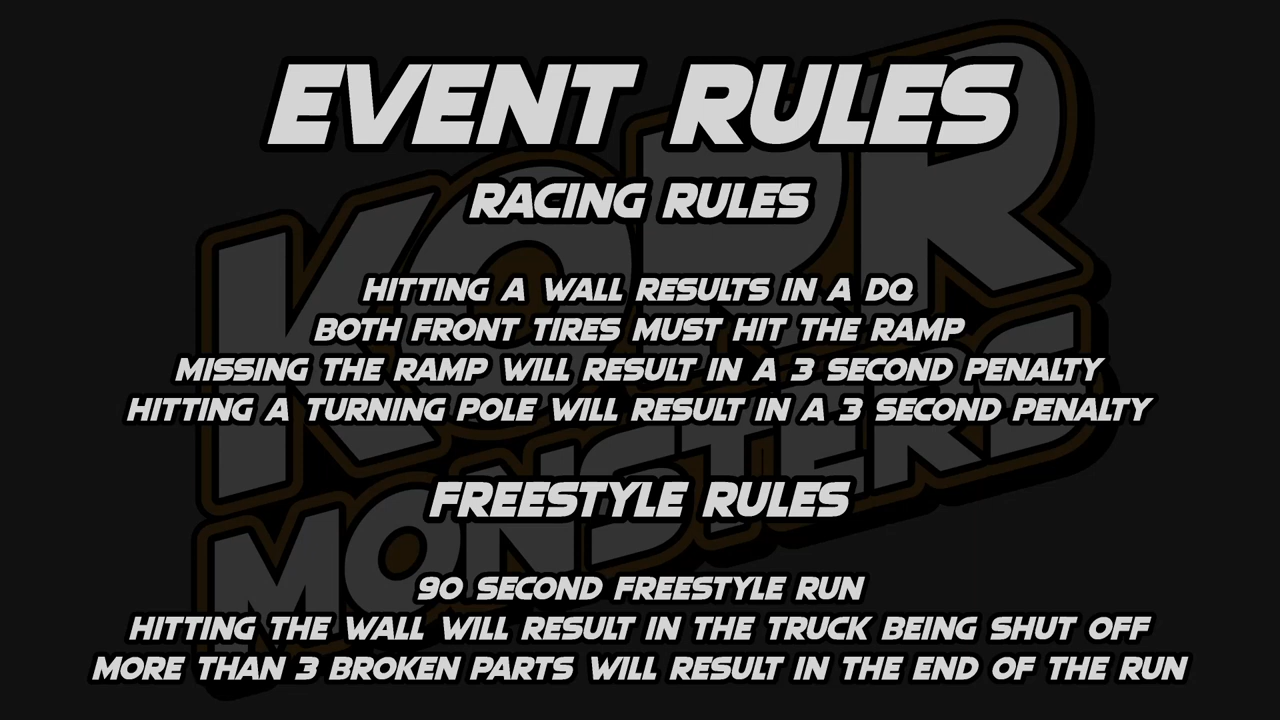 EVENT RULES
RACING RULES
HITTING A WALL RESULTS IN A DQ
BOTH FRONT TIRES MUST HIT THE RAMP
MISSING THE RAMP WILL RESULT IN A 3 SECOND PENALTY
HITTING A TURNING POLE WILL RESULT IN A 3 SECOND PENALTY
FREESTYLE RULES
90 SECOND FREESTYLE RUN
HITTING THE WALL WILL RESULT IN THE TRUCK BEING SHUT OFF
MORE THAN 3 BROKEN PARTS WILL RESULT IN THE END OF THE RUN
MONSTERS